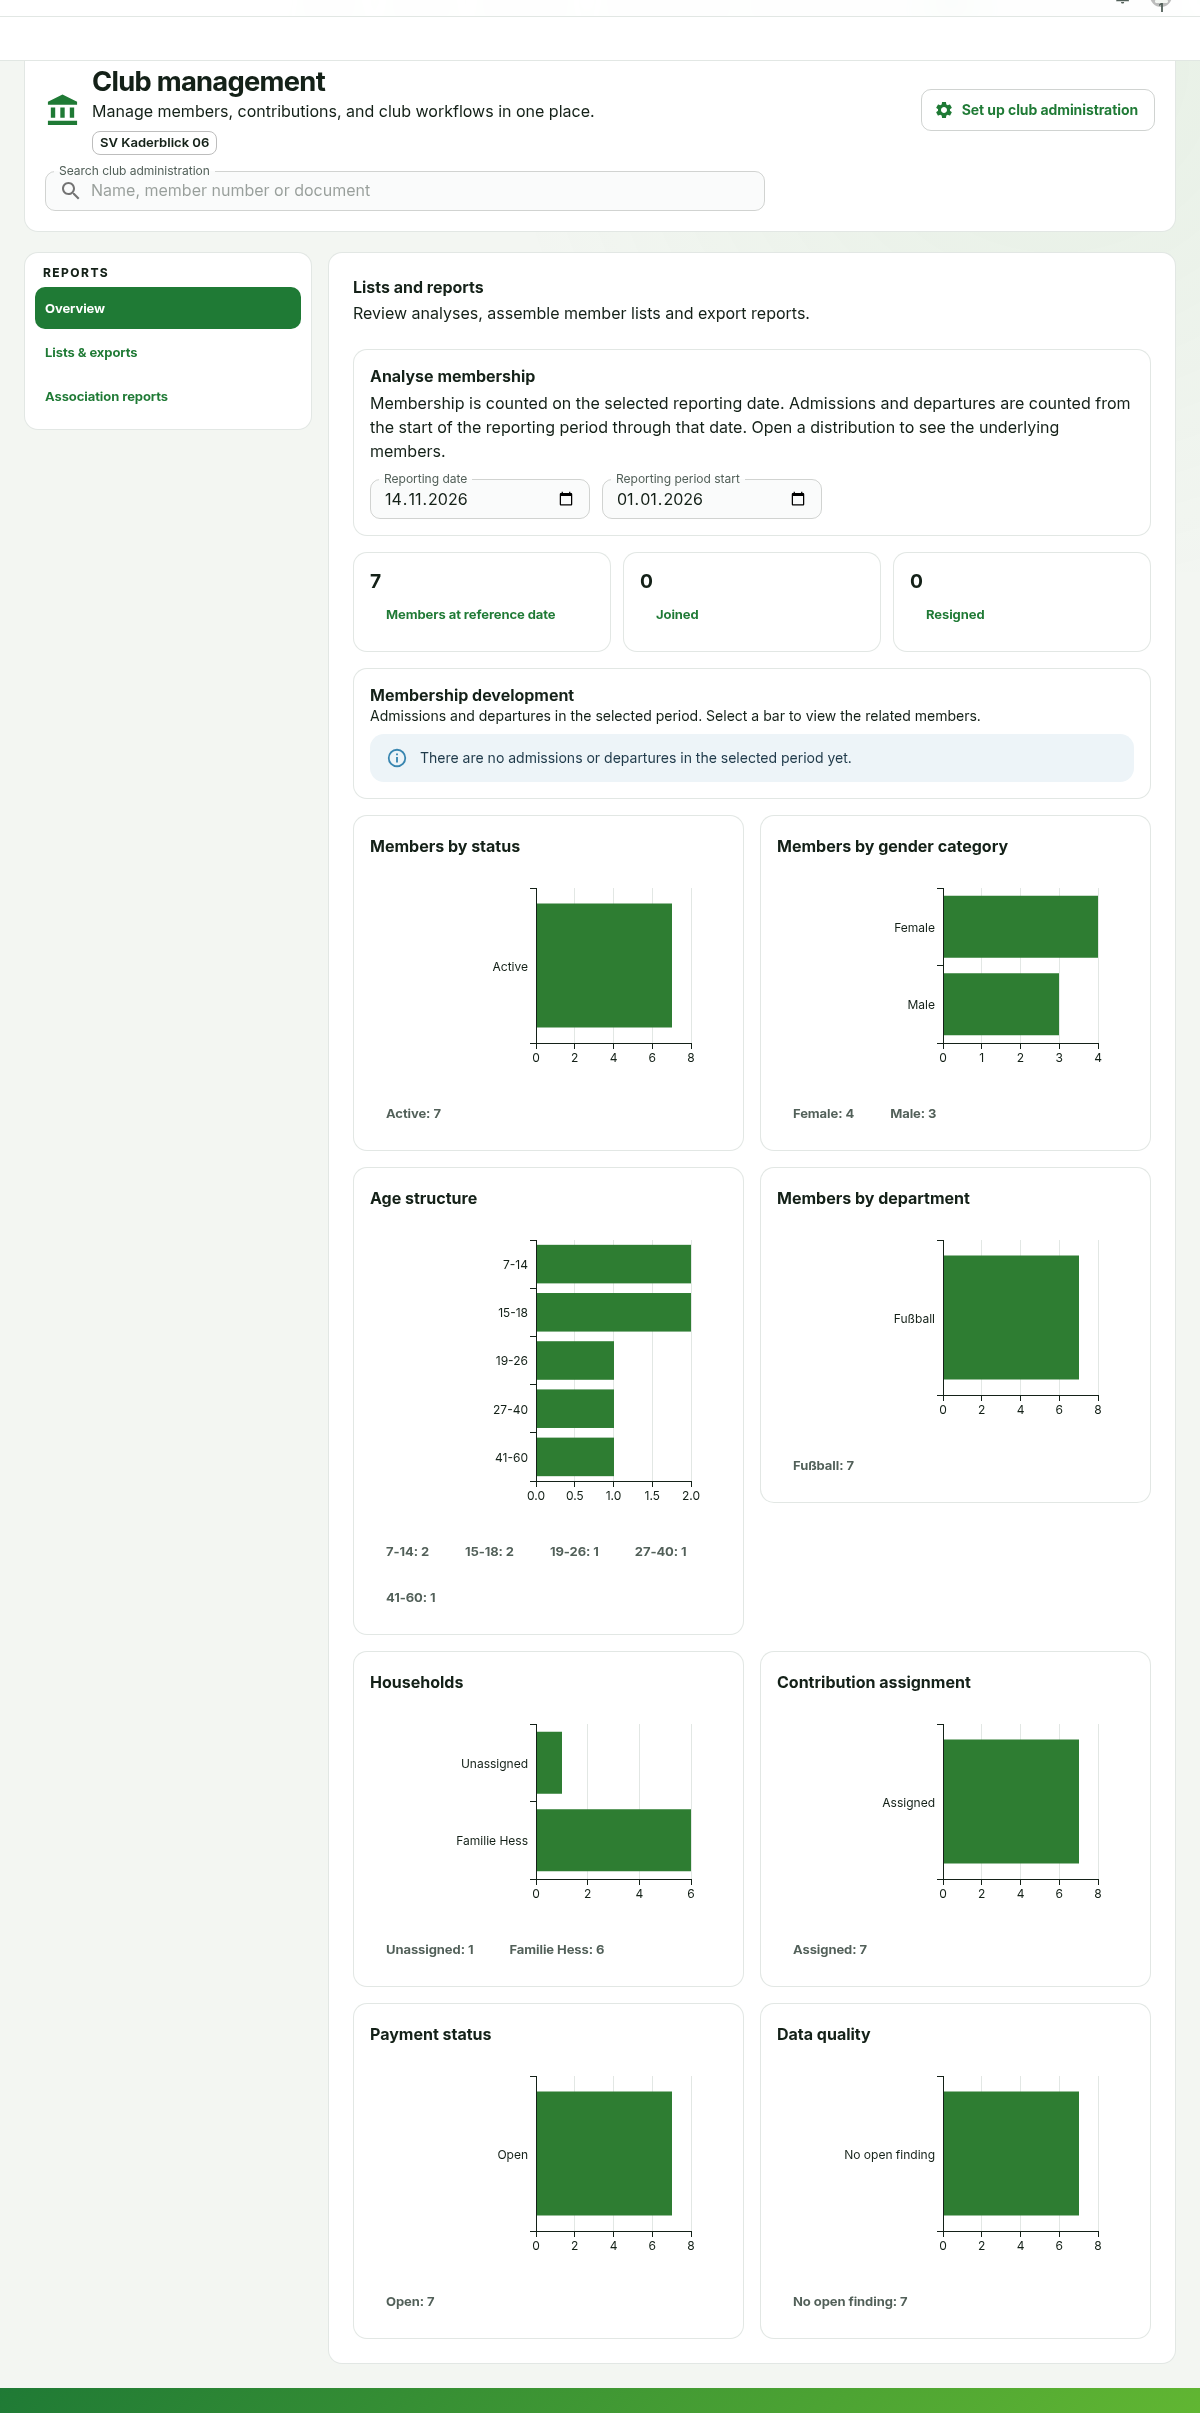 Club management
Manage members, contributions, and club workflows in one place.
SV Kaderblick 06
Set up club administration
Search club administration
Name, member number or document
REPORTS
Overview
Lists & exports
Association reports
Lists and reports
Review analyses, assemble member lists and export reports.
Analyse membership
Membership is counted on the selected reporting date. Admissions and departures are counted from
the start of the reporting period through that date. Open a distribution to see the underlying
members.
Reporting date
14.11.2026
Reporting period start
01.01.2026
7
Members at reference date
0
Joined
0
Resigned
Membership development
Admissions and departures in the selected period. Select a bar to view the related members.
There are no admissions or departures in the selected period yet.
Members by status
Active
0 2 4 6 8
Active: 7
Members by gender category
Female
Male
0 1 2 3 4
Female: 4 Male: 3
Age structure
7-14
15-18
19-26
27-40
41-60
0.0 0.5 1.0 1.5 2.0
7-14: 2 15-18: 2 19-26: 1 27-40: 1
41-60: 1
Members by department
Fußball
0 2 4 6 8
Fußball: 7
Households
Unassigned
Familie Hess
0 2 4 6
Unassigned: 1 Familie Hess: 6
Contribution assignment
Assigned
0 2 4 6 8
Assigned: 7
Payment status
Open
0 2 4 6 8
Open: 7
Data quality
No open finding
0 2 4 6 8
No open finding: 7